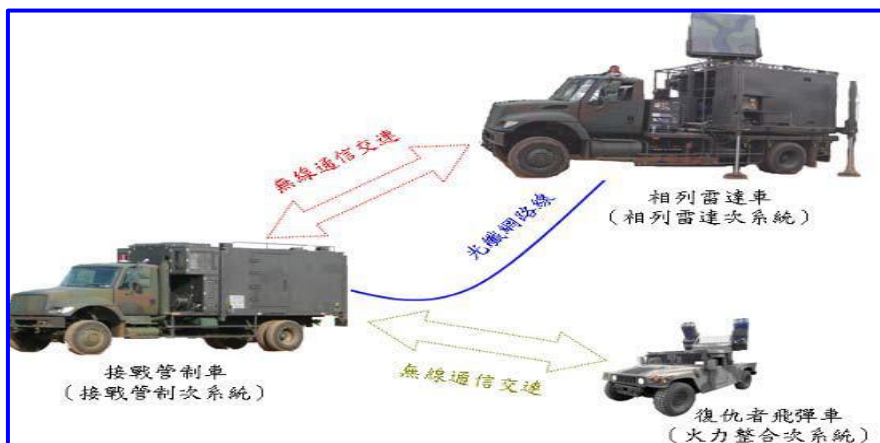 無線通信交連
相列雷達車
(相列雷達次系統)
光纖網路線
接戰管制車
(接戰管制次系統)
無線通信交連
復仇者飛彈車
(火力整合次系統)